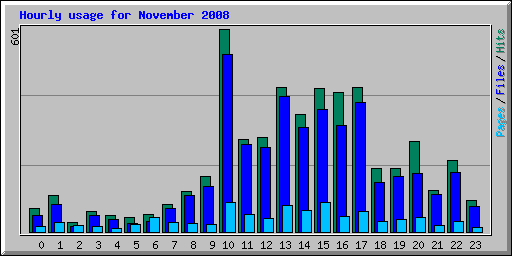 Hourly usage for November 2008
601
Pages/Files/Hits
0 1 2 3 4 5 6 7 8 9 10 11 12 13 14 15 16 17 18 19 20 21 22 23